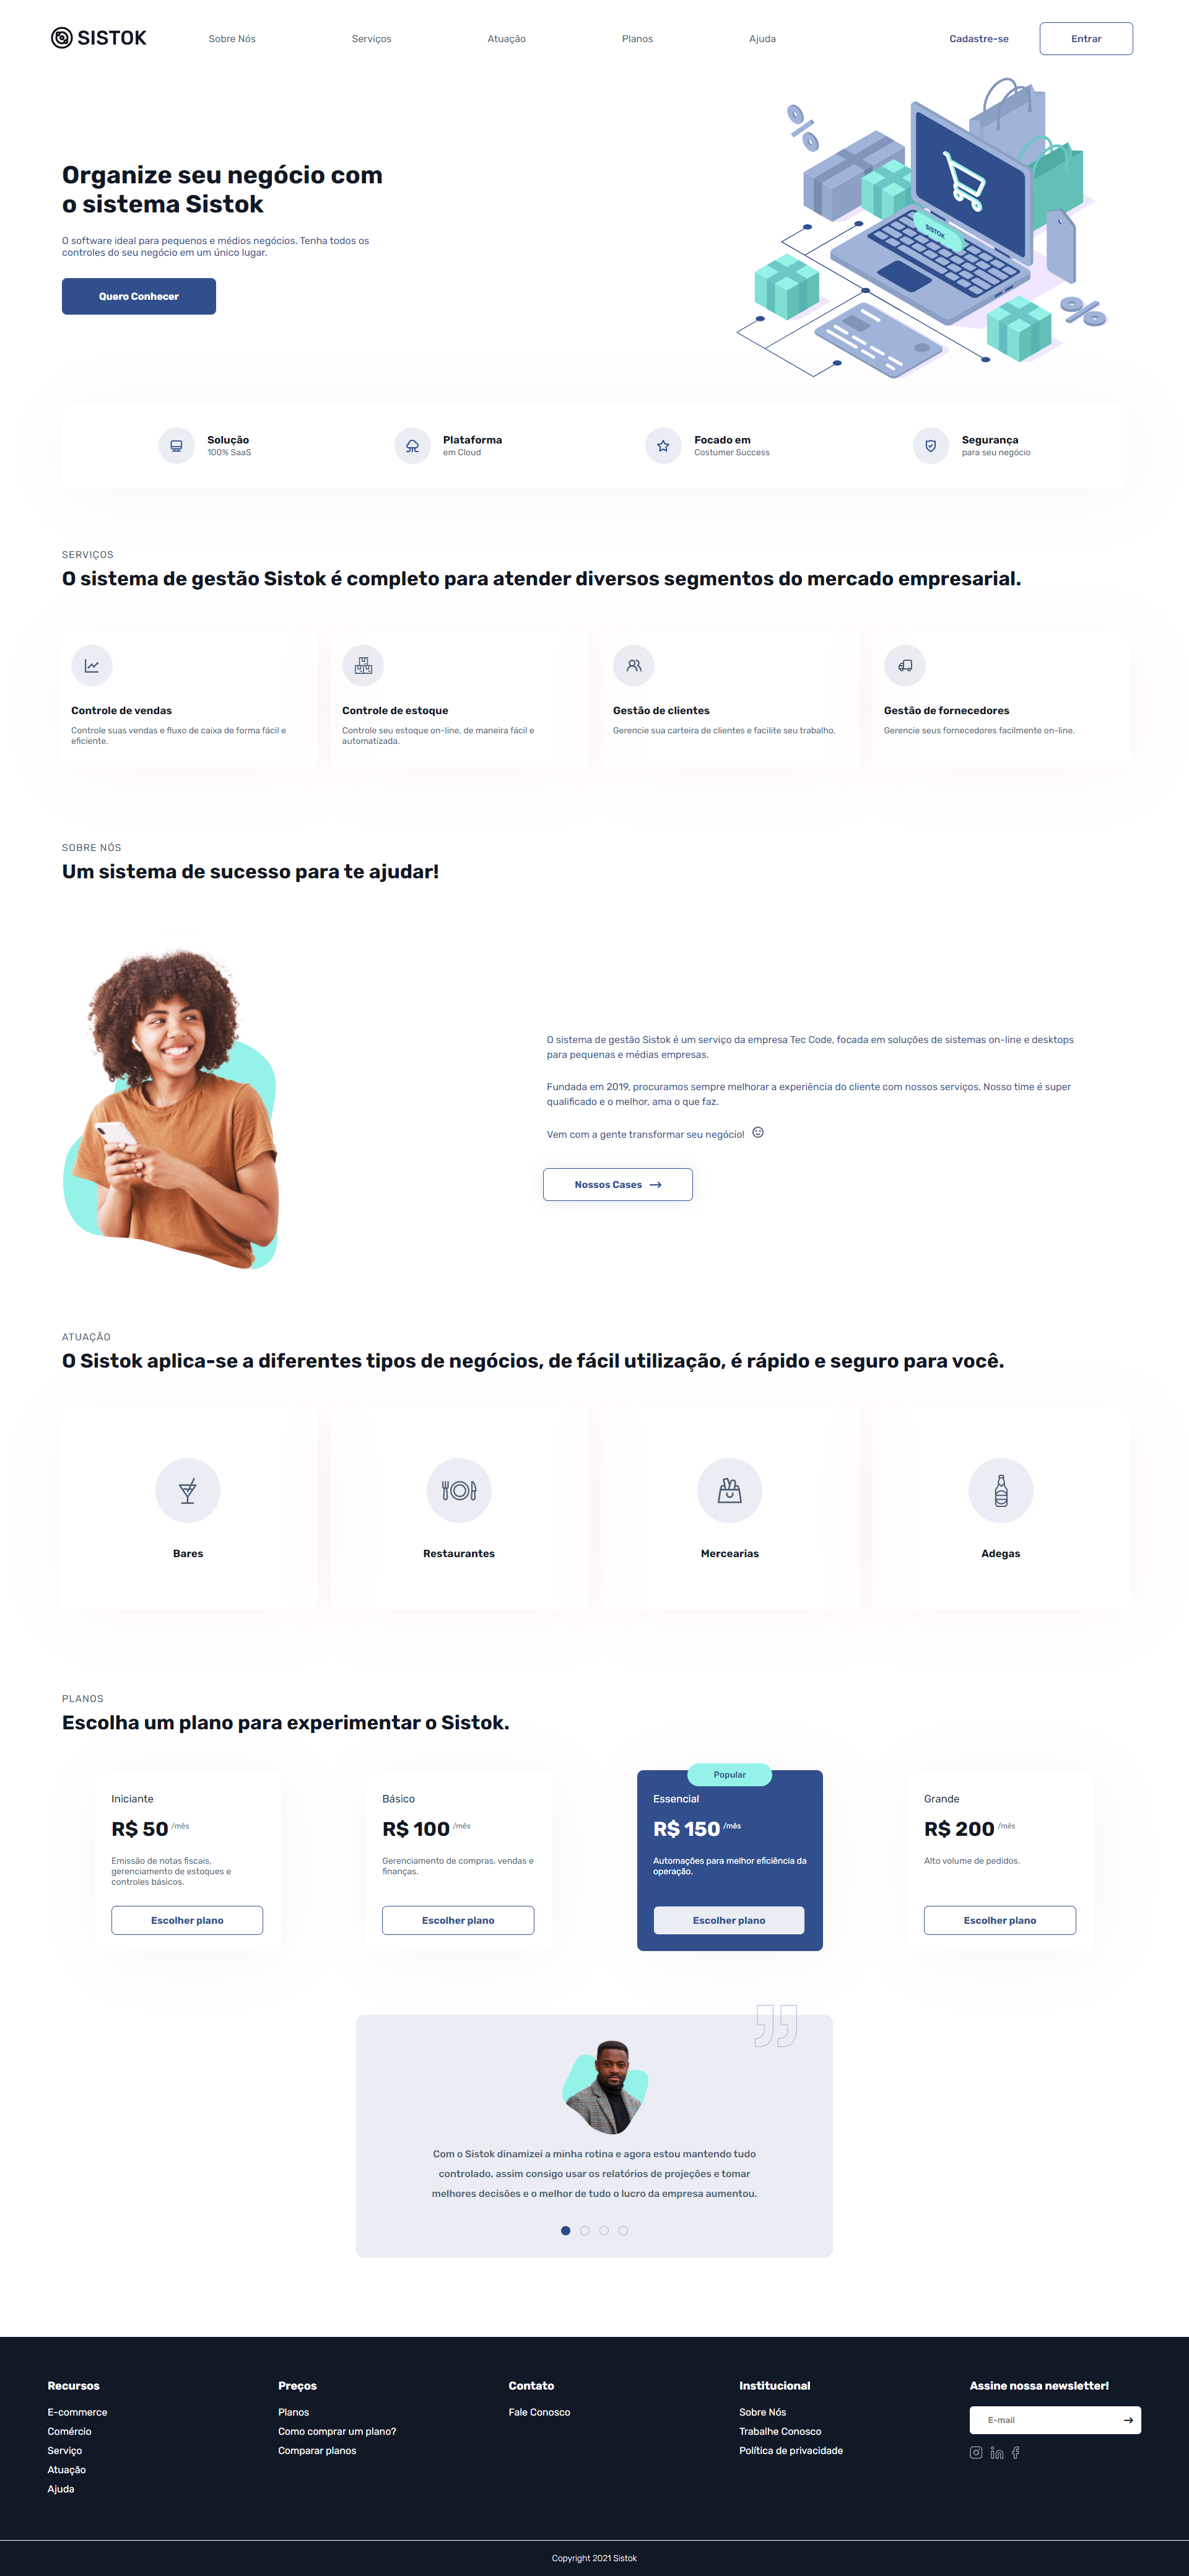 SISTOK
Sobre Nós
Serviços
Atuação
Planos
Ajuda
Cadastre-se
Entrar
Organize seu negócio com
o sistema Sistok
O software ideal para pequenos e médios negócios. Tenha todos os
controles do seu negócio em um único lugar.
Quero Conhecer
SISTOK
Solução
100% SaaS
Plataforma
em Cloud
Focado em
Costumer Success
Segurança
para seu negócio
SERVIÇOS
O sistema de gestão Sistok é completo para atender diversos segmentos do mercado empresarial.
Controle de vendas
Controle suas vendas e fluxo de caixa de forma fácil e
eficiente.
Controle de estoque
Controle seu estoque on-line, de maneira fácil e
automatizada.
Gestão de clientes
Gerencie sua carteira de clientes e facilite seu trabalho.
Gestão de fornecedores
Gerencie seus fornecedores facilmente on-line.
SOBRE NÓS
Um sistema de sucesso para te ajudar!
O sistema de gestão Sistok é um serviço da empresa Tec Code, focada em soluções de sistemas on-line e desktops
para pequenas e médias empresas.
Fundada em 2019, procuramos sempre melhorar a experiência do cliente com nossos serviços. Nosso time é super
qualificado e o melhor, ama o que faz.
Vem com a gente transformar seu negócio!
Nossos Cases
ATUAÇÃO
O Sistok aplica-se a diferentes tipos de negócios, de fácil utilização, é rápido e seguro para você.
Bares
Restaurantes
Mercearias
Adegas
PLANOS
Escolha um plano para experimentar o Sistok.
Iniciante
R$ 50 /mês
Emissão de notas fiscais,
gerenciamento de estoques e
controles básicos.
Escolher plano
Básico
R$ 100 /mês
Gerenciamento de compras, vendas e
finanças.
Escolher plano
Popular
Essencial
R$ 150 /mês
Automações para melhor eficiência da
operação.
Escolher plano
Grande
R$ 200 /mês
Alto volume de pedidos.
Escolher plano
Com o Sistok dinamizei a minha rotina e agora estou mantendo tudo
controlado, assim consigo usar os relatórios de projeções e tomar
melhores decisões e o melhor de tudo o lucro da empresa aumentou.
Recursos
E-commerce
Comércio
Serviço
Atuação
Ajuda
Preços
Planos
Como comprar um plano?
Comparar planos
Contato
Fale Conosco
Institucional
Sobre Nós
Trabalhe Conosco
Política de privacidade
Assine nossa newsletter!
E-mail
Copyright 2021 Sistok